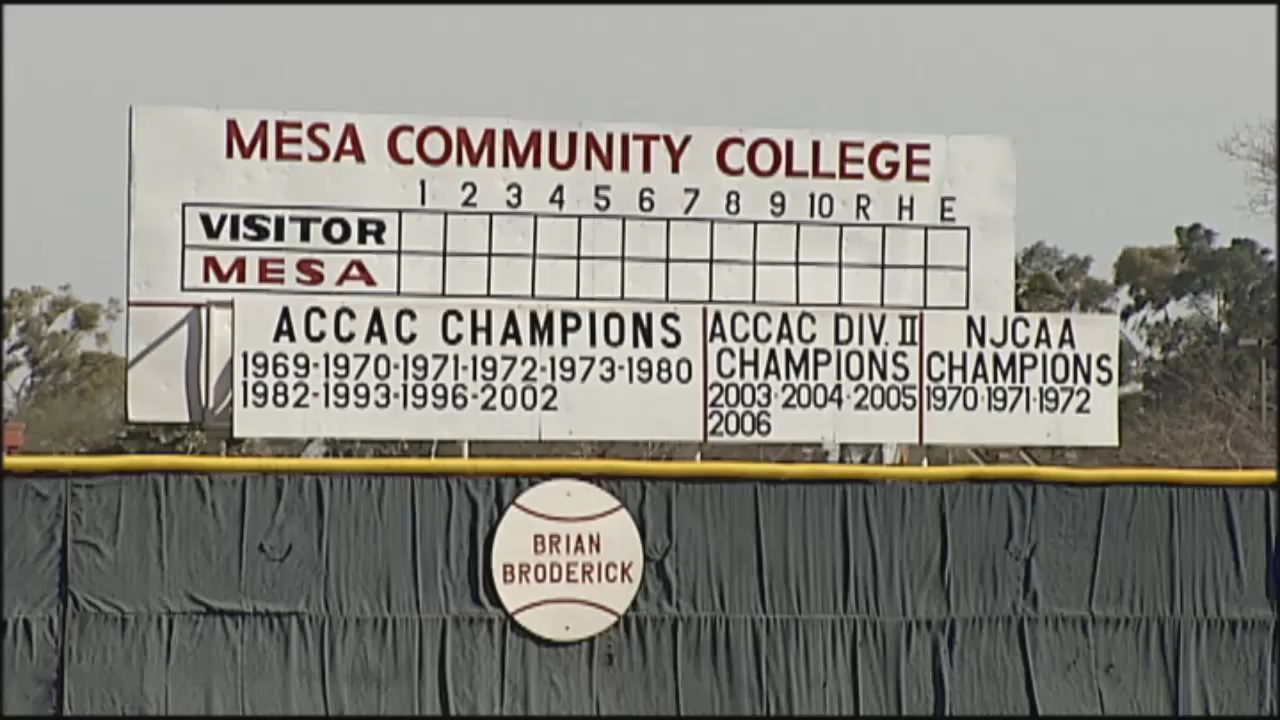 MESA COMMUNITY COLLEGE
1 2 3 4 5 6 7 8 9 10 R H E
VISITOR
MESA
ACCAC CHAMPIONS
1969-1970-1971-1972-1973-1980
1982-1993-1996-2002
ACCAC DIV. II
CHAMPIONS
2003-2004-2005
2006
NJCAA
CHAMPIONS
1970-1971-1972
BRIAN
BRODERICK